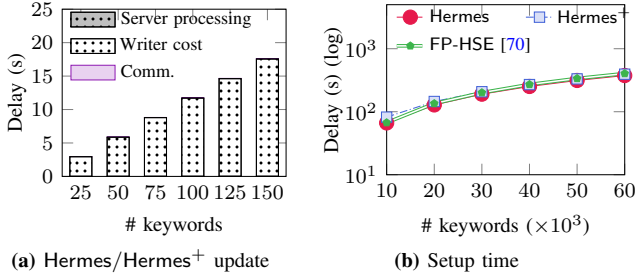 Server processing
Writer cost
Comm.
Delay (s)
25
20
15
10
5
0
25 50 75 100 125 150
# keywords
(a) Hermes/Hermes⁺ update
Hermes Hermes⁺
FP-HSE [70]
Delay (s) (log)
10³
10²
10¹
10 20 30 40 50 60
# keywords (×10³)
(b) Setup time